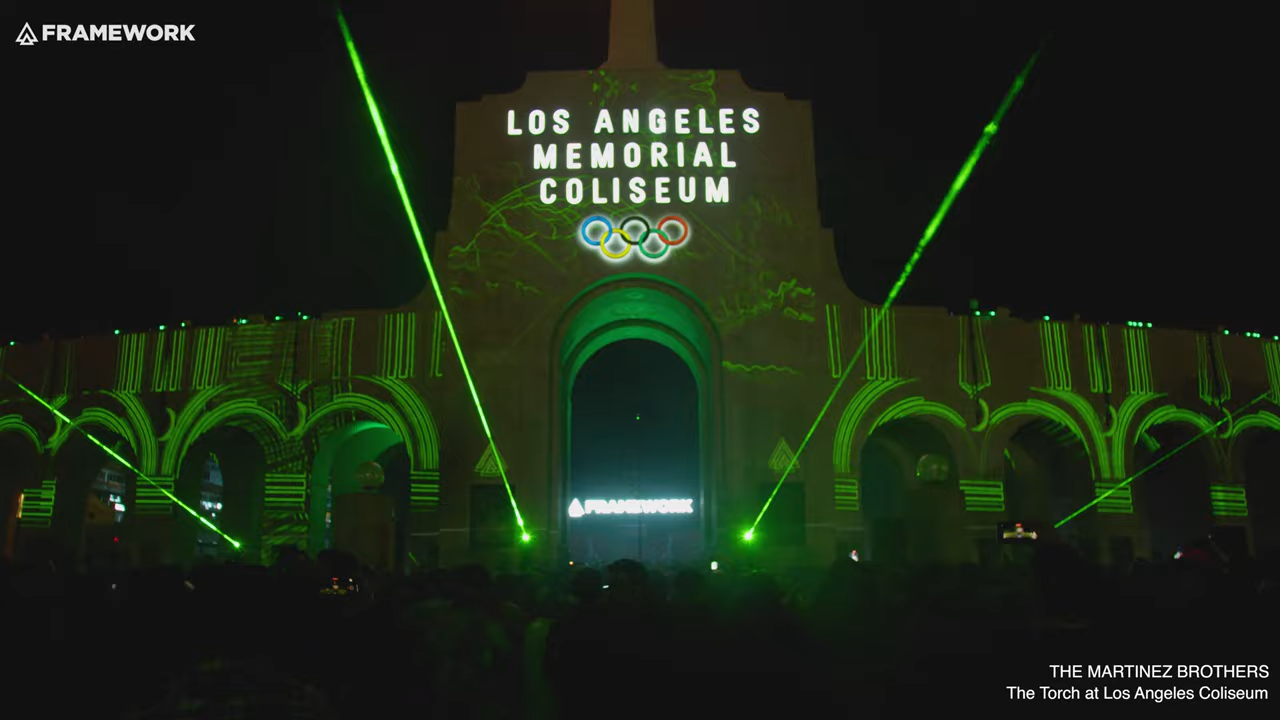 FRAMEWORK
LOS ANGELES
MEMORIAL
COLISEUM
FRAMEWORK
THE MARTINEZ BROTHERS
The Torch at Los Angeles Coliseum